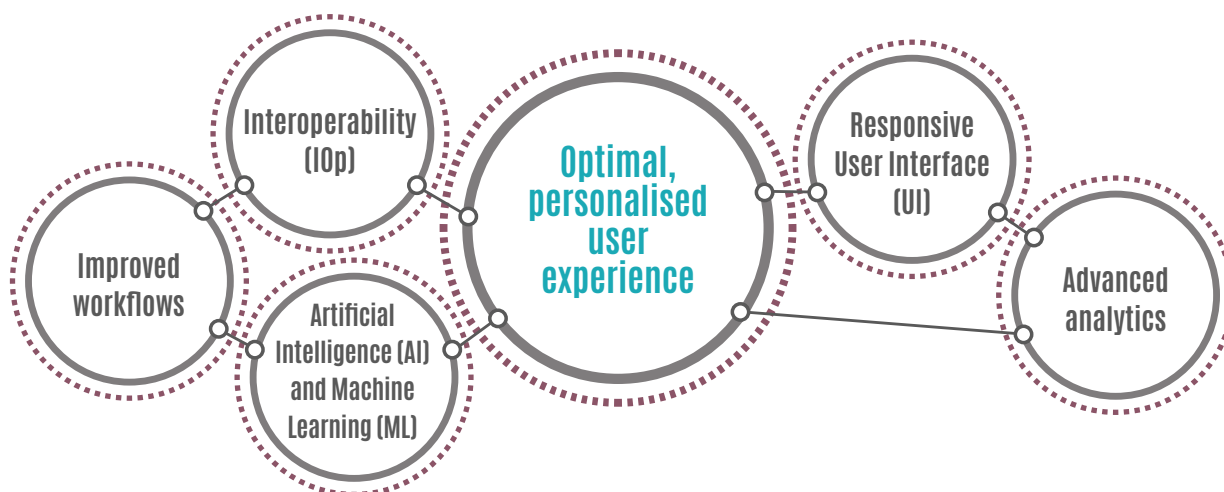 Interoperability
(IOp)
Improved
workflows
Artificial
Intelligence (AI)
and Machine
Learning (ML)
Optimal,
personalised
user
experience
Responsive
User Interface
(UI)
Advanced
analytics